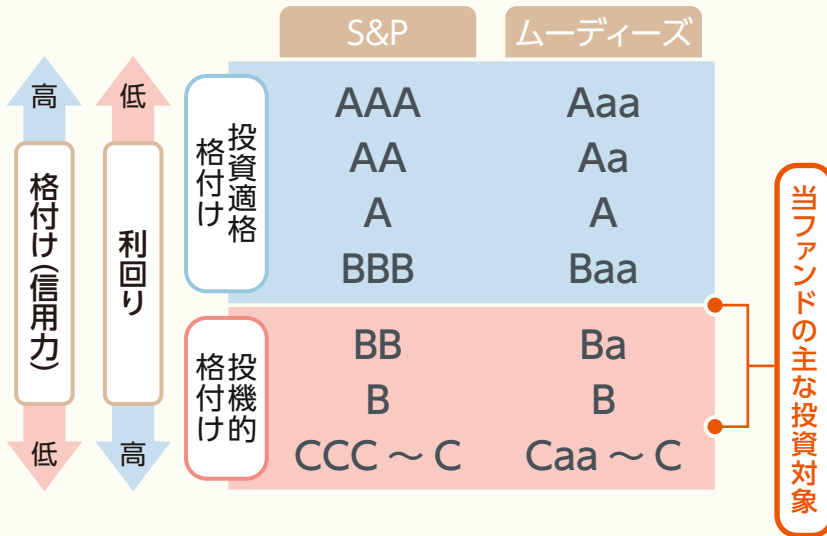 S&P ムーディーズ
高
格付け(信用力)
低
低
利回り
高
投資適格
格付け
AAA Aaa
AA Aa
A A
BBB Baa
投機的
格付け
BB Ba
B B
CCC ～ C Caa ～ C
当ファンドの主な投資対象